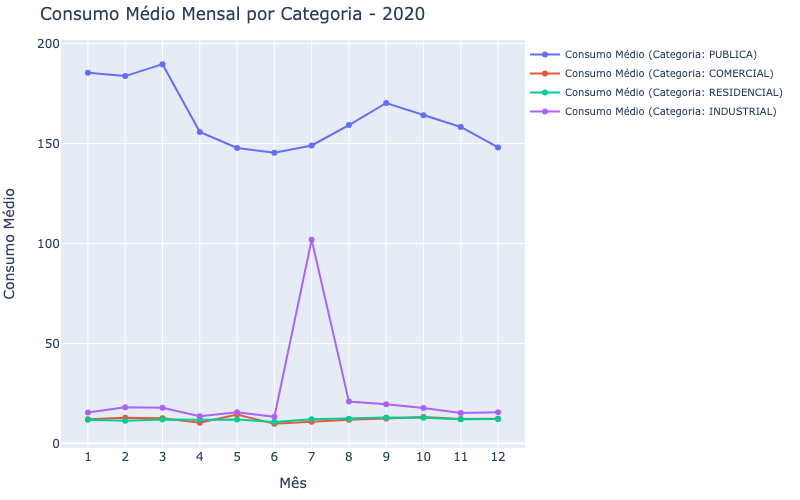 Consumo Médio Mensal por Categoria - 2020
Consumo Médio (Categoria: PUBLICA)
Consumo Médio (Categoria: COMERCIAL)
Consumo Médio (Categoria: RESIDENCIAL)
Consumo Médio (Categoria: INDUSTRIAL)
Consumo Médio
200
150
100
50
0
1 2 3 4 5 6 7 8 9 10 11 12
Mês